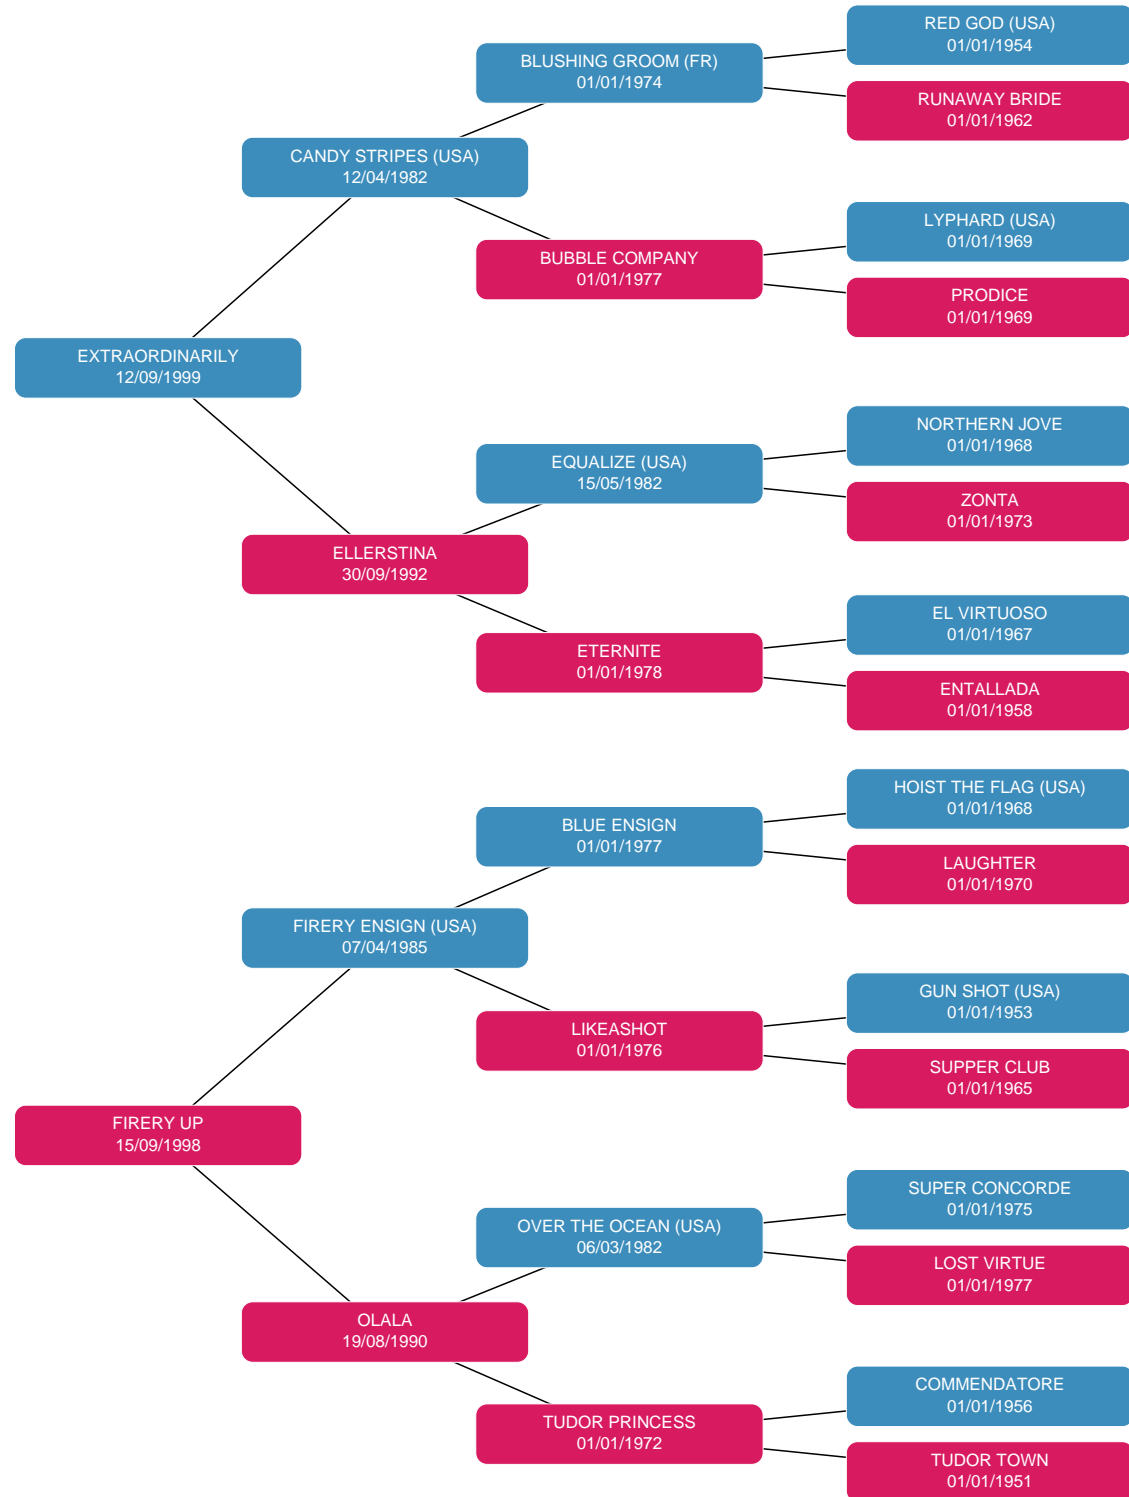 RED GOD (USA)
01/01/1954
BLUSHING GROOM (FR)
01/01/1974
RUNAWAY BRIDE
01/01/1962
CANDY STRIPES (USA)
12/04/1982
LYPHARD (USA)
01/01/1969
BUBBLE COMPANY
01/01/1977
PRODICE
01/01/1969
EXTRAORDINARILY
12/09/1999
NORTHERN JOVE
01/01/1968
EQUALIZE (USA)
15/05/1982
ZONTA
01/01/1973
ELLERSTINA
30/09/1992
EL VIRTUOSO
01/01/1967
ETERNITE
01/01/1978
ENTALLADA
01/01/1958
HOIST THE FLAG (USA)
01/01/1968
BLUE ENSIGN
01/01/1977
LAUGHTER
01/01/1970
FIRERY ENSIGN (USA)
07/04/1985
GUN SHOT (USA)
01/01/1953
LIKEASHOT
01/01/1976
SUPPER CLUB
01/01/1965
FIRERY UP
15/09/1998
SUPER CONCORDE
01/01/1975
OVER THE OCEAN (USA)
06/03/1982
LOST VIRTUE
01/01/1977
OLALA
19/08/1990
COMMENDATORE
01/01/1956
TUDOR PRINCESS
01/01/1972
TUDOR TOWN
01/01/1951